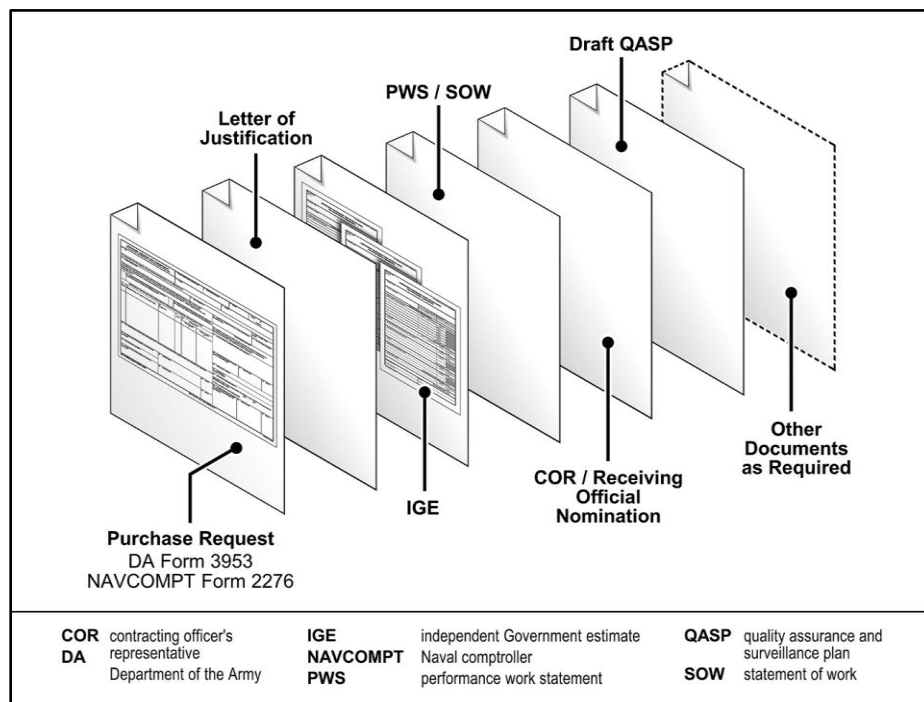 Draft QASP
PWS / SOW
Letter of
Justification
Other
Documents
as Required
COR / Receiving
Official
Nomination
IGE
Purchase Request
DA Form 3953
NAVCOMPT Form 2276
COR contracting officer's
representative
DA Department of the Army
IGE independent Government estimate
NAVCOMPT Naval comptroller
PWS performance work statement
QASP quality assurance and
surveillance plan
SOW statement of work